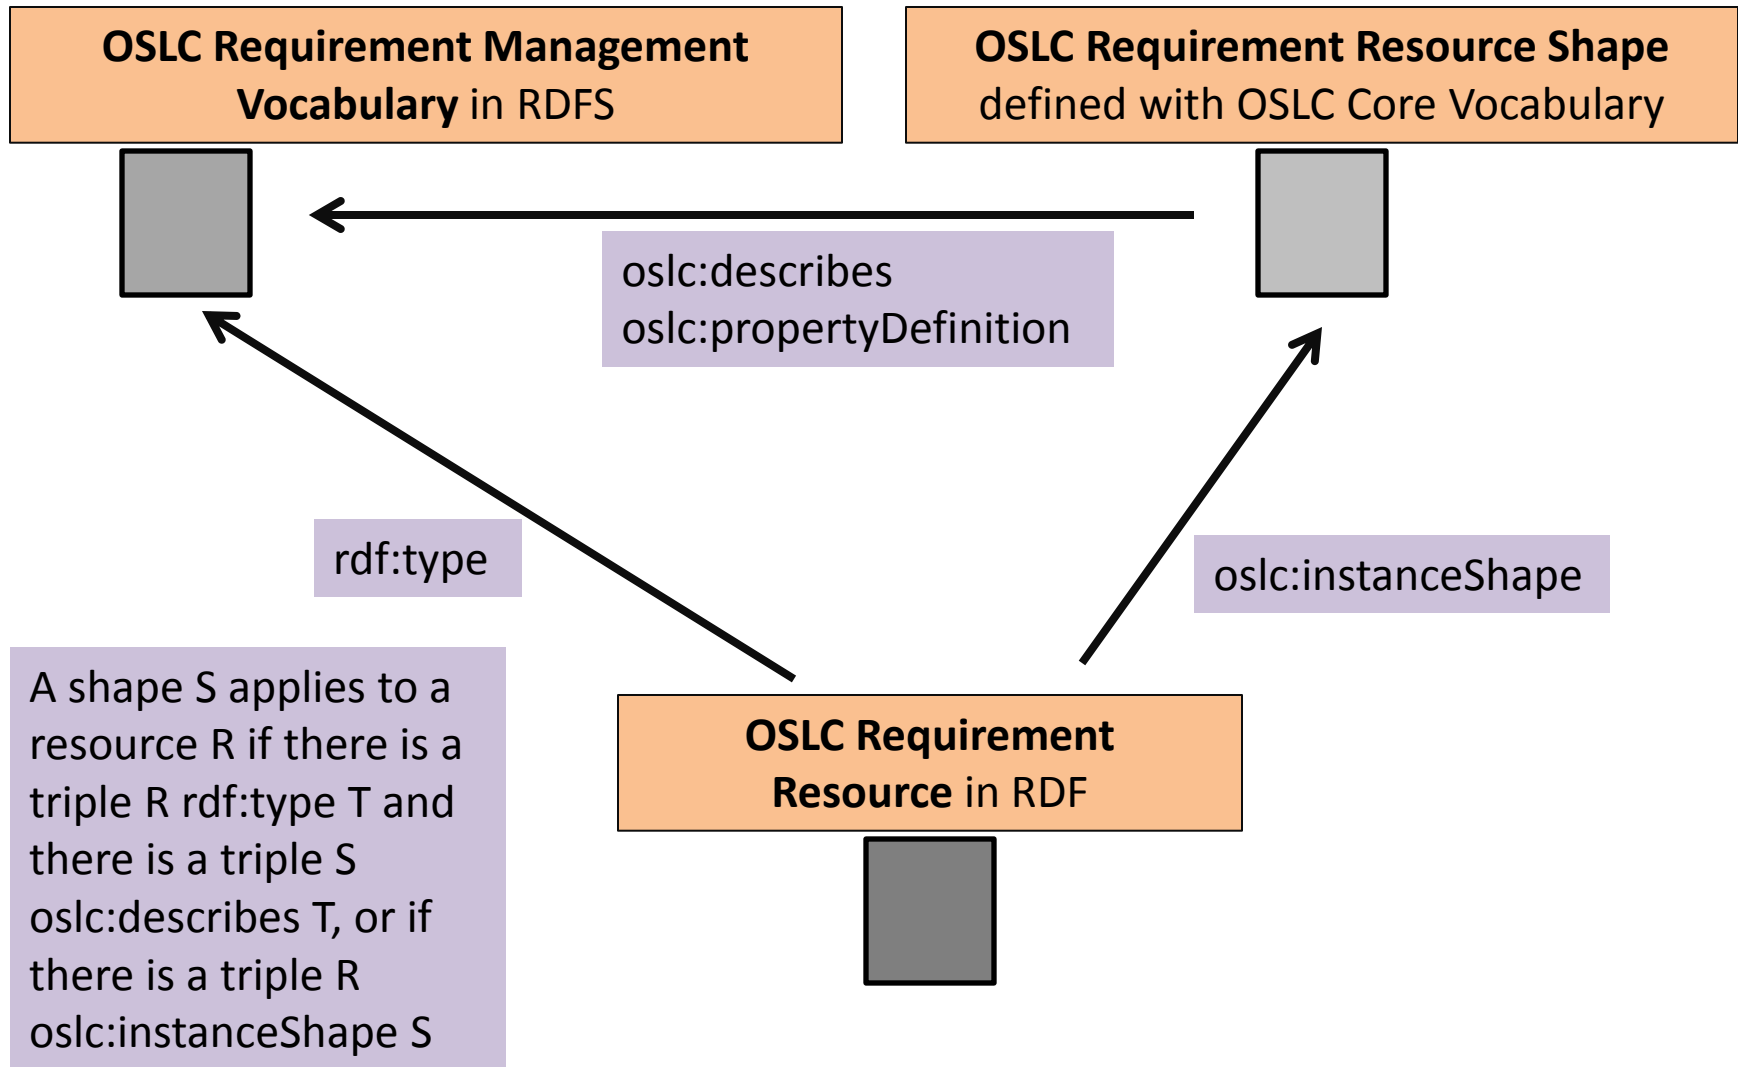 OSLC Requirement Management
Vocabulary in RDFS
OSLC Requirement Resource Shape
defined with OSLC Core Vocabulary
oslc:describes
oslc:propertyDefinition
rdf:type
oslc:instanceShape
A shape S applies to a
resource R if there is a
triple R rdf:type T and
there is a triple S
oslc:describes T, or if
there is a triple R
oslc:instanceShape S
OSLC Requirement
Resource in RDF